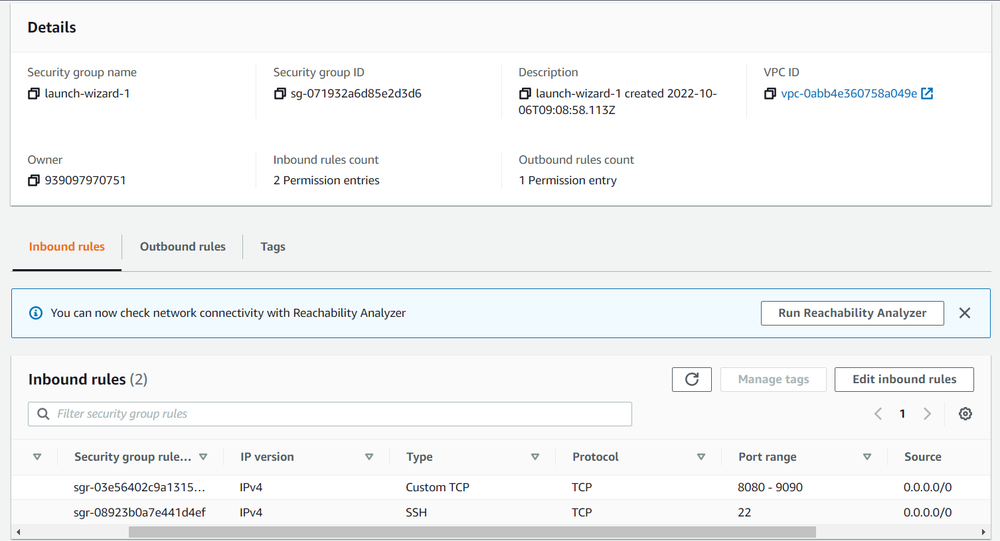 Details
Security group name
launch-wizard-1
Security group ID
sg-071932a6d85e2d3d6
Description
launch-wizard-1 created 2022-10-
06T09:08:58.113Z
VPC ID
vpc-0abb4e360758a049e
Owner
939097970751
Inbound rules count
2 Permission entries
Outbound rules count
1 Permission entry
Inbound rules
Outbound rules
Tags
You can now check network connectivity with Reachability Analyzer
Run Reachability Analyzer
Inbound rules (2)
Manage tags
Edit inbound rules
Filter security group rules
1
Security group rule... IP version Type Protocol Port range Source
sgr-03e56402c9a1315... IPv4 Custom TCP TCP 8080 - 9090 0.0.0.0/0
sgr-08923b0a7e441d4ef IPv4 SSH TCP 22 0.0.0.0/0